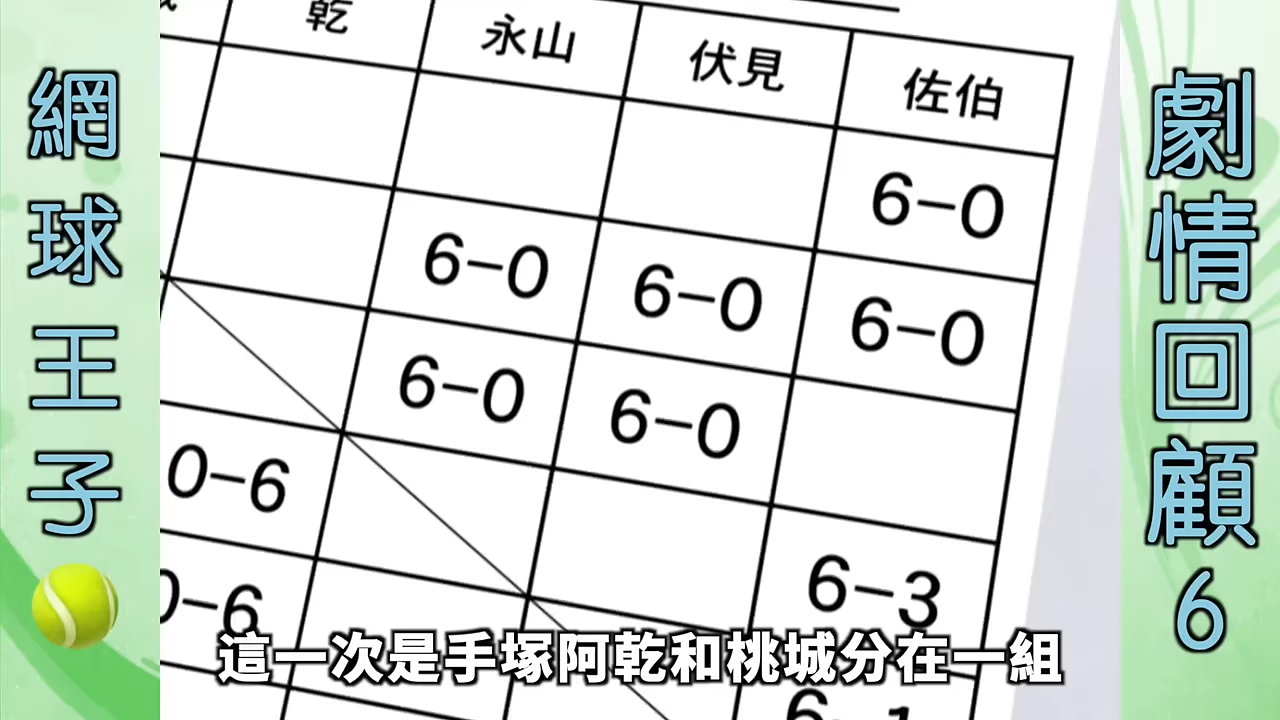 網球王子
乾 永山 伏見 佐伯
6-0
6-0 6-0 6-0
6-0 6-0
0-6 6-3
0-6 6-1
這一次是手塚阿乾和桃城分在一組
劇情回顧6